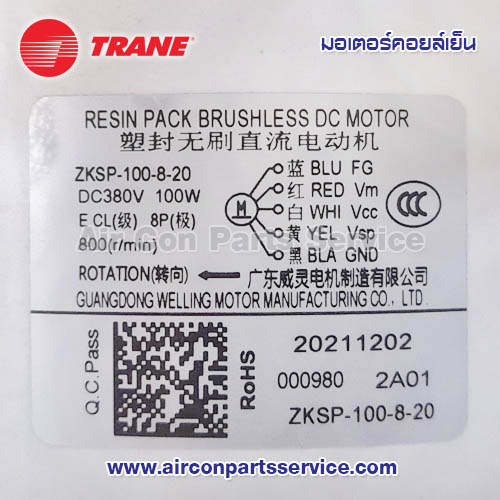 TRANE
มอเตอร์คอยล์เย็น
RESIN PACK BRUSHLESS DC MOTOR
塑封无刷直流电动机
ZKSP-100-8-20
DC380V 100W
E CL(级) 8P(极)
800(r/min)
ROTATION(转向)
M
蓝 BLU FG
红 RED Vm
白 WHI Vcc
黄 YEL Vsp
黑 BLA GND
CCC
Air Con Parts Service
广东威灵电机制造有限公司
GUANGDONG WELLING MOTOR MANUFACTURING CO., LTD.
Q.C.Pass
RoHS
20211202
000980 2A01
ZKSP-100-8-20
www.airconpartsservice.com